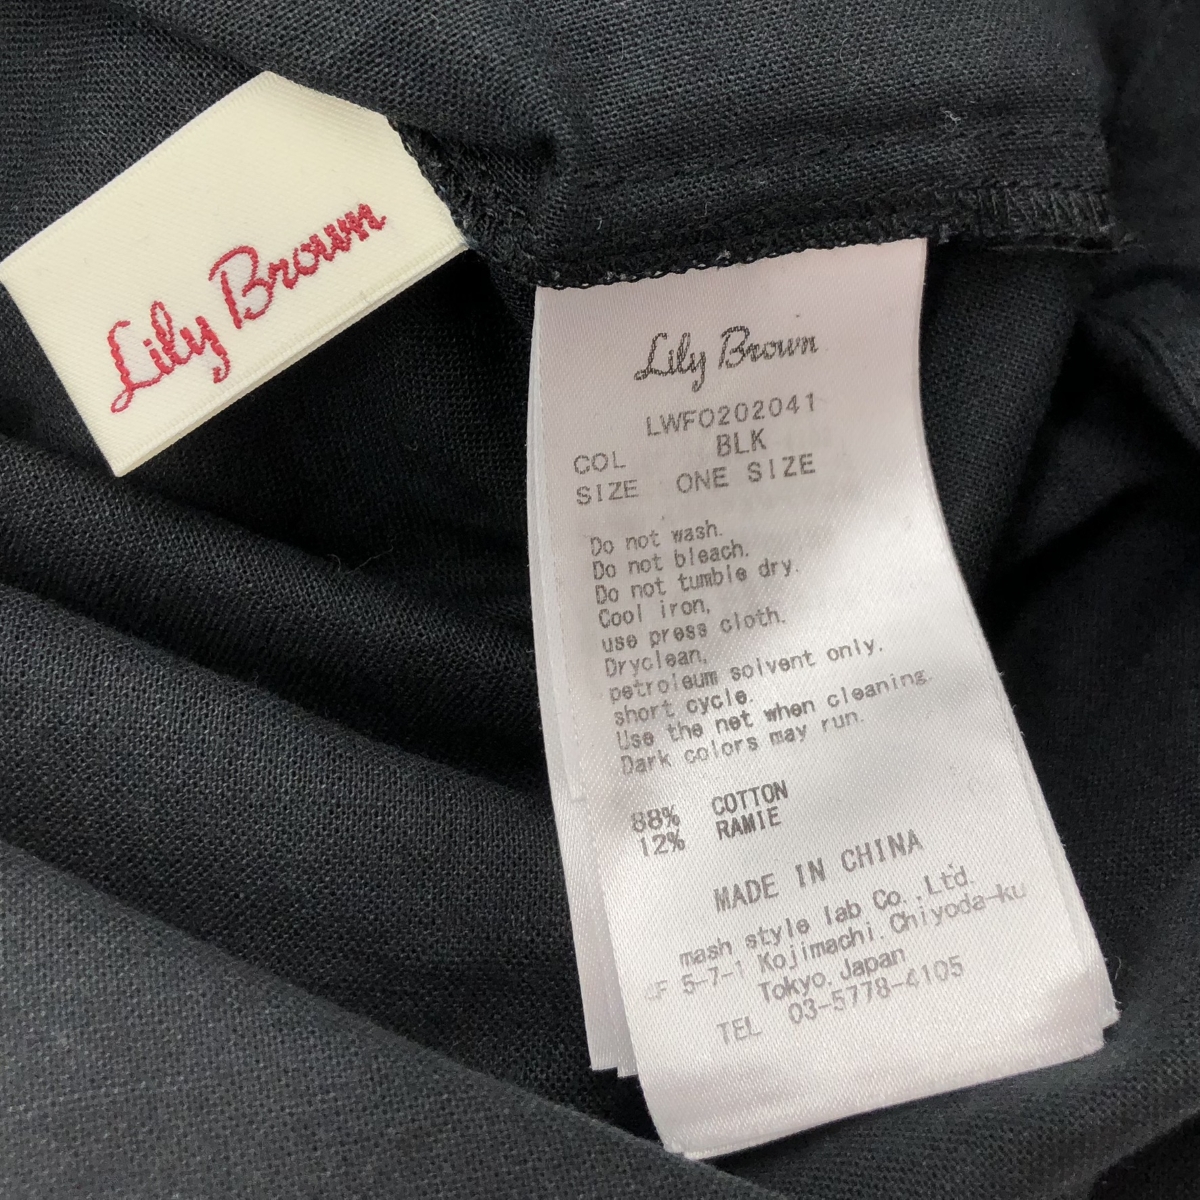 Lily Brown
Lily Brown
LWFO202041
COL BLK
SIZE ONE SIZE
Do not wash.
Do not bleach.
Do not tumble dry.
Cool iron,
use press cloth.
Dryclean,
petroleum solvent only.
short cycle.
Use the net when cleaning.
Dark colors may run.
88% COTTON
12% RAMIE
MADE IN CHINA
mash style lab Co.,Ltd.
5-7-1 Kojimachi.Chiyoda-ku
Tokyo.Japan
TEL 03-5778-4105